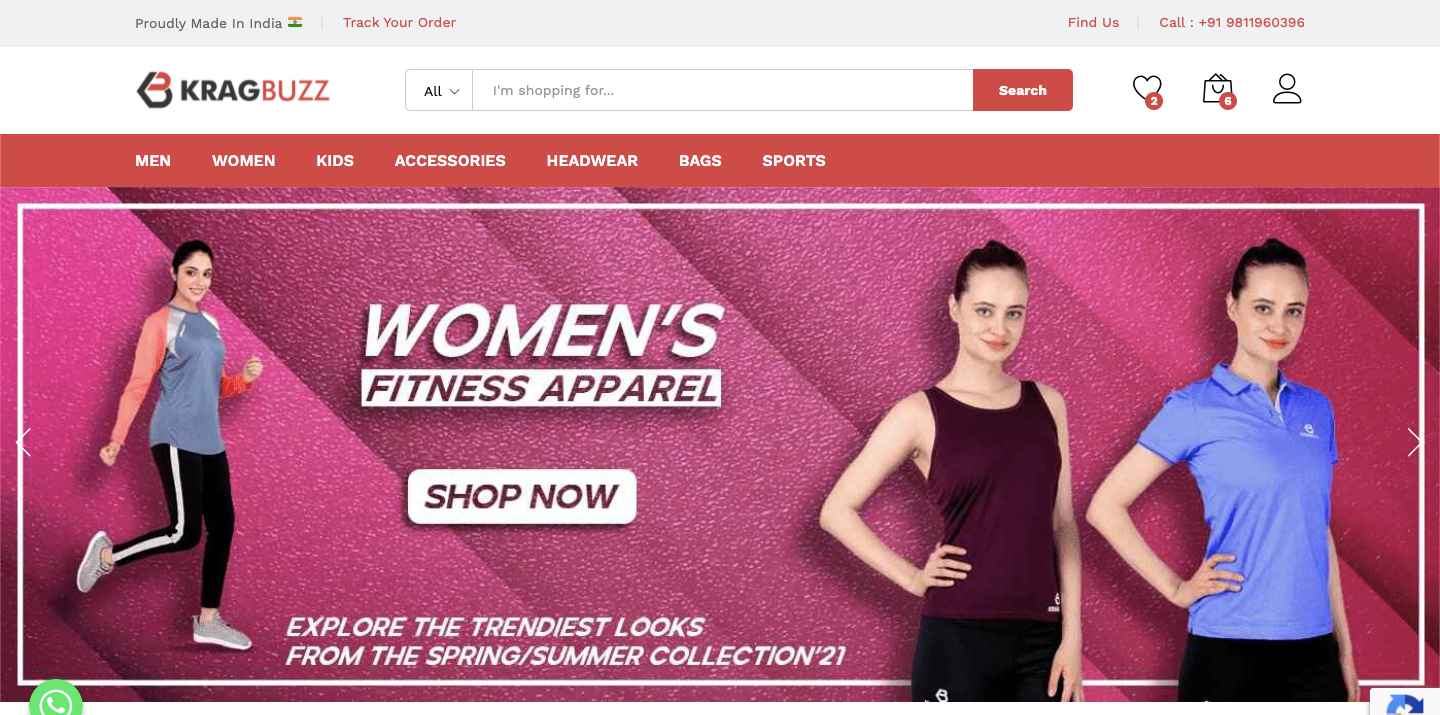 Proudly Made In India
Track Your Order
Find Us
Call : +91 9811960396
KRAGBUZZ
All
I'm shopping for...
Search
2
6
MEN
WOMEN
KIDS
ACCESSORIES
HEADWEAR
BAGS
SPORTS
WOMEN'S
FITNESS APPAREL
SHOP NOW
EXPLORE THE TRENDIEST LOOKS
FROM THE SPRING/SUMMER COLLECTION'21